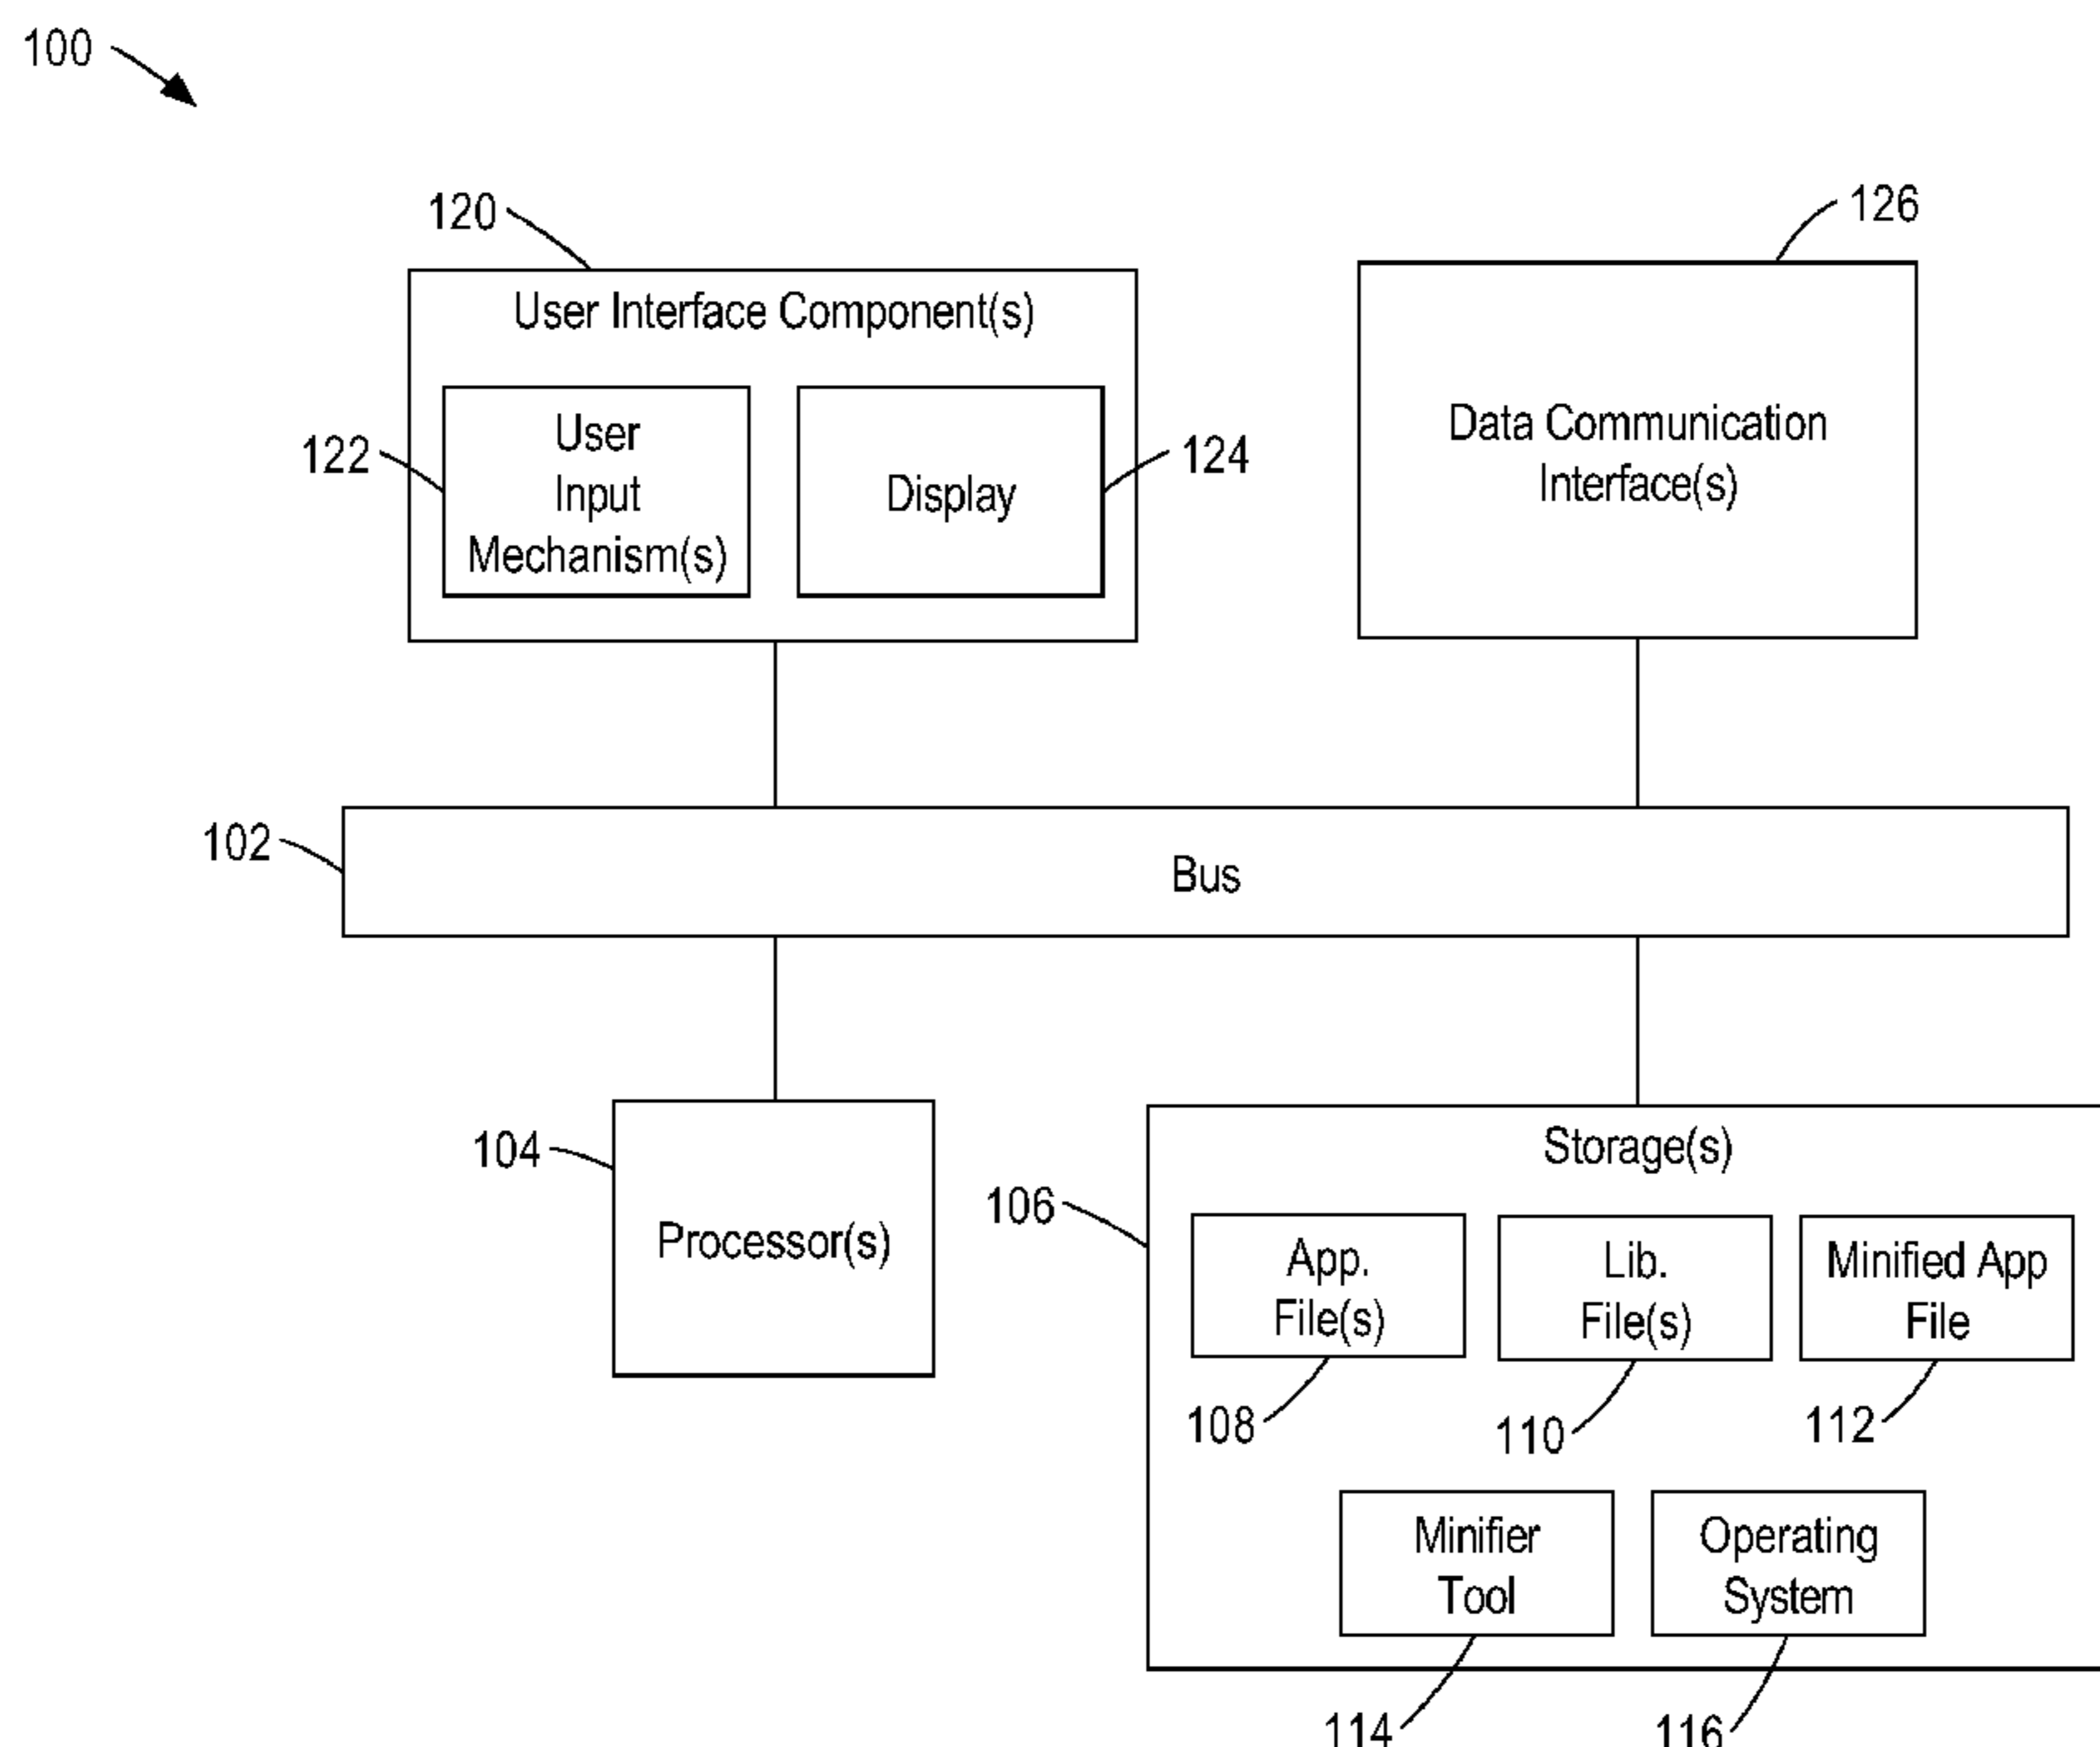 100
120
126
User Interface Component(s)
User
Input
Mechanism(s)
122
Display
124
Data Communication
Interface(s)
102
Bus
104
Processor(s)
106
Storage(s)
App.
File(s)
Lib.
File(s)
Minified App
File
108
110
112
Minifier
Tool
Operating
System
114
116